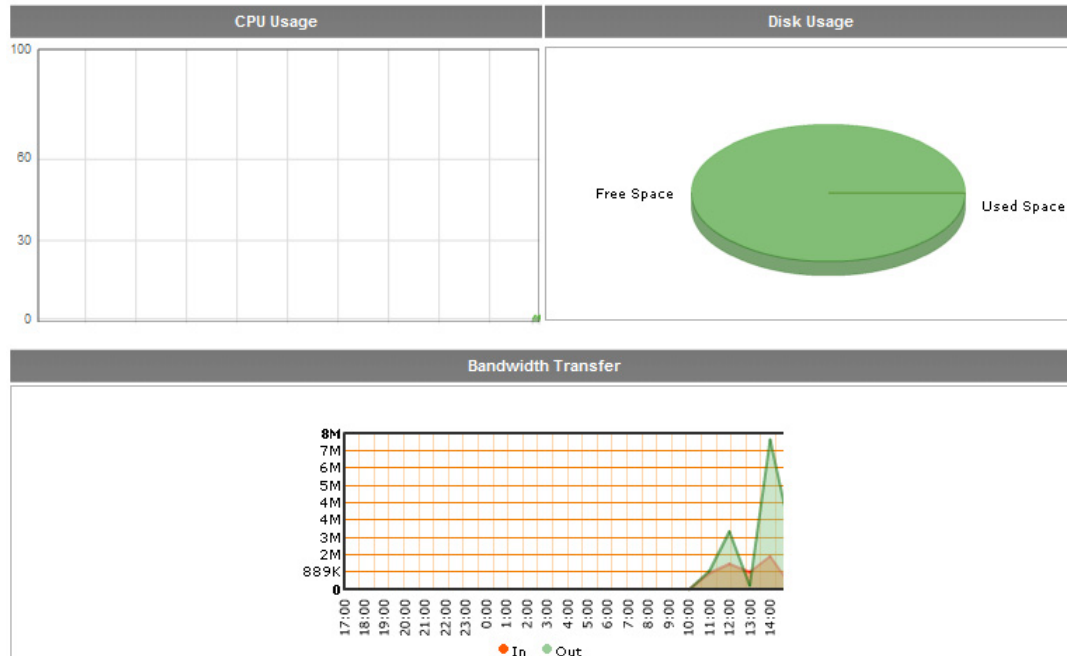 CPU Usage
Disk Usage
100
60
30
0
Free Space
Used Space
Bandwidth Transfer
8M
7M
6M
5M
4M
4M
3M
2M
889K
0
17:00
18:00
19:00
20:00
21:00
22:00
23:00
0:00
1:00
2:00
3:00
4:00
5:00
6:00
7:00
8:00
9:00
10:00
11:00
12:00
13:00
14:00
In
Out